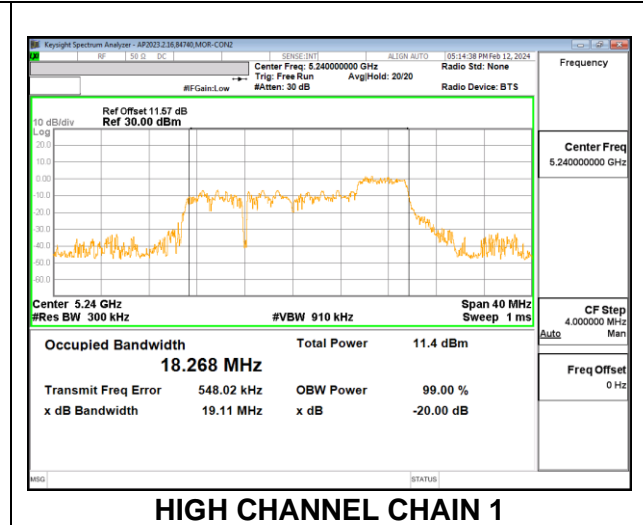 Keysight Spectrum Analyzer - AP2023.2.16,84740,MOR-CON2
RF 50 Ω DC SENSE:INT ALIGN AUTO 05:14:38 PM Feb 12, 2024
Center Freq: 5.240000000 GHz Radio Std: None
Trig: Free Run Avg|Hold: 20/20
#IFGain:Low #Atten: 30 dB Radio Device: BTS
Frequency
Ref Offset 11.57 dB
10 dB/div Ref 30.00 dBm
Log
20.0
10.0
0.00
-10.0
-20.0
-30.0
-40.0
-50.0
-60.0
Center Freq
5.240000000 GHz
Center 5.24 GHz Span 40 MHz
#Res BW 300 kHz #VBW 910 kHz Sweep 1 ms
CF Step
4.000000 MHz
Auto Man
Occupied Bandwidth Total Power 11.4 dBm
18.268 MHz
Freq Offset
0 Hz
Transmit Freq Error 548.02 kHz OBW Power 99.00 %
x dB Bandwidth 19.11 MHz x dB -20.00 dB
MSG STATUS
HIGH CHANNEL CHAIN 1